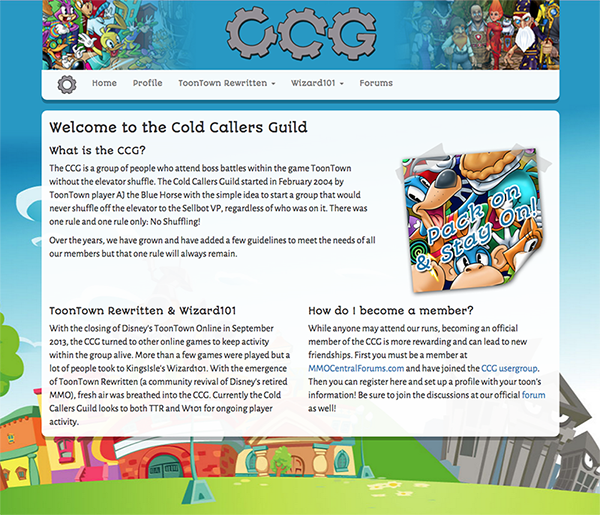 CCG
Home Profile ToonTown Rewritten Wizard101 Forums
Welcome to the Cold Callers Guild
What is the CCG?
The CCG is a group of people who attend boss battles within the game ToonTown
without the elevator shuffle. The Cold Callers Guild started in February 2004 by
ToonTown player AJ the Blue Horse with the simple idea to start a group that would
never shuffle off the elevator to the Sellbot VP, regardless of who was on it. There was
one rule and one rule only: No Shuffling!
Over the years, we have grown and have added a few guidelines to meet the needs of all
our members but that one rule will always remain.
Pack On
& Stay On!
ToonTown Rewritten & Wizard101
With the closing of Disney's ToonTown Online in September
2013, the CCG turned to other online games to keep activity
within the group alive. More than a few games were played but a
lot of people took to KingsIsle's Wizard101. With the emergence
of ToonTown Rewritten (a community revival of Disney's retired
MMO), fresh air was breathed into the CCG. Currently the Cold
Callers Guild looks to both TTR and W101 for ongoing player
activity.
How do I become a member?
While anyone may attend our runs, becoming an official
member of the CCG is more rewarding and can lead to new
friendships. First you must be a member at
MMOCentralForums.com and have joined the CCG usergroup.
Then you can register here and set up a profile with your toon's
information! Be sure to join the discussions at our official forum
as well!